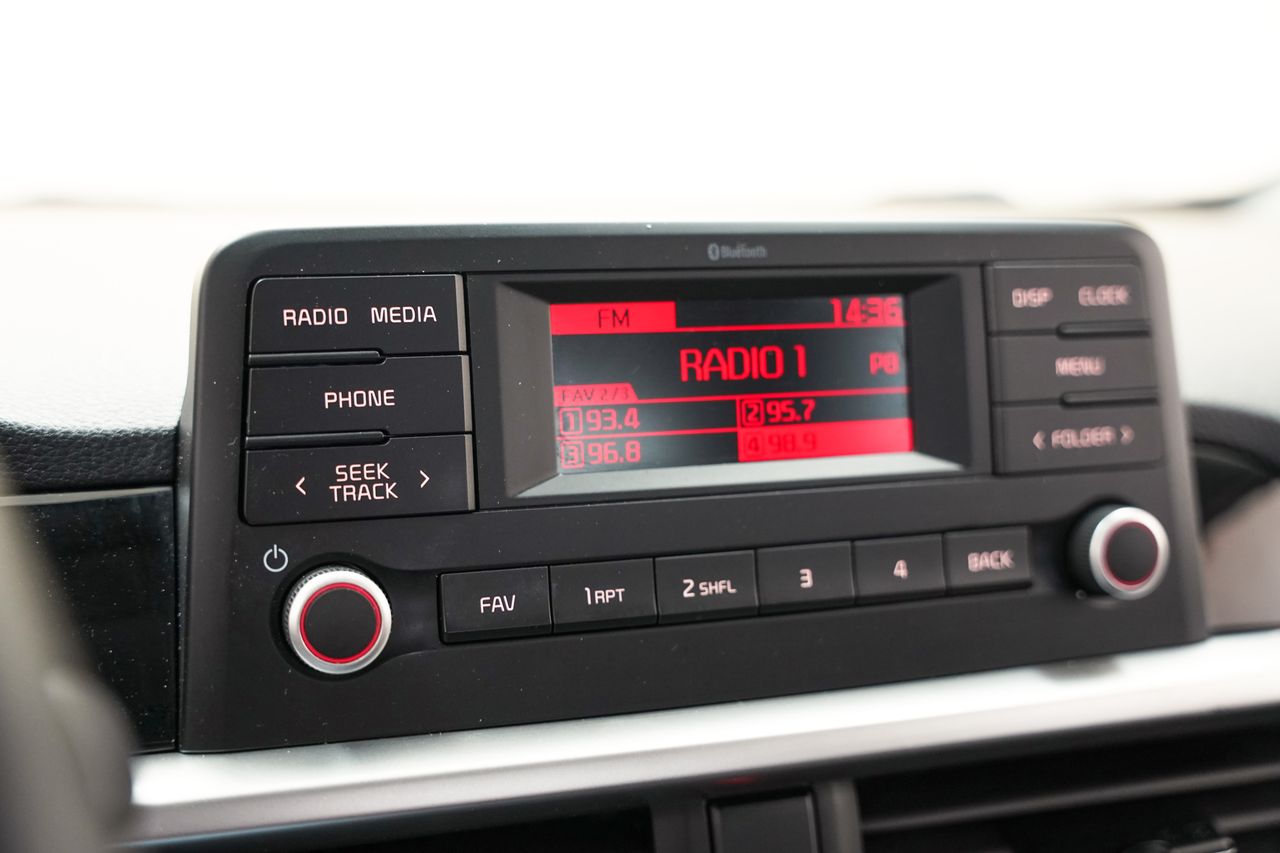 Bluetooth
RADIO MEDIA
PHONE
< SEEK TRACK >
FM 14:36
RADIO 1 P8
FAV 2/3
1 93.4 2 95.7
3 96.8 4 98.9
DISP CLOCK
MENU
< FOLDER >
FAV 1 RPT 2 SHFL 3 4 BACK